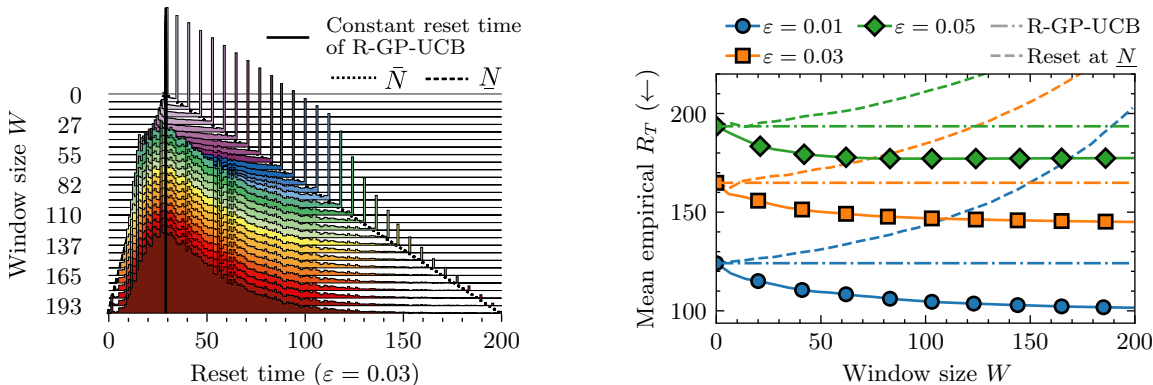 Constant reset time
of R-GP-UCB
N̄ N̲
0
27
55
82
110
137
165
193
Window size W
0 50 100 150 200
Reset time (ε = 0.03)
ε = 0.01 ε = 0.05 R-GP-UCB
ε = 0.03 Reset at N̲
200
150
100
Mean empirical R_T (←)
0 50 100 150 200
Window size W